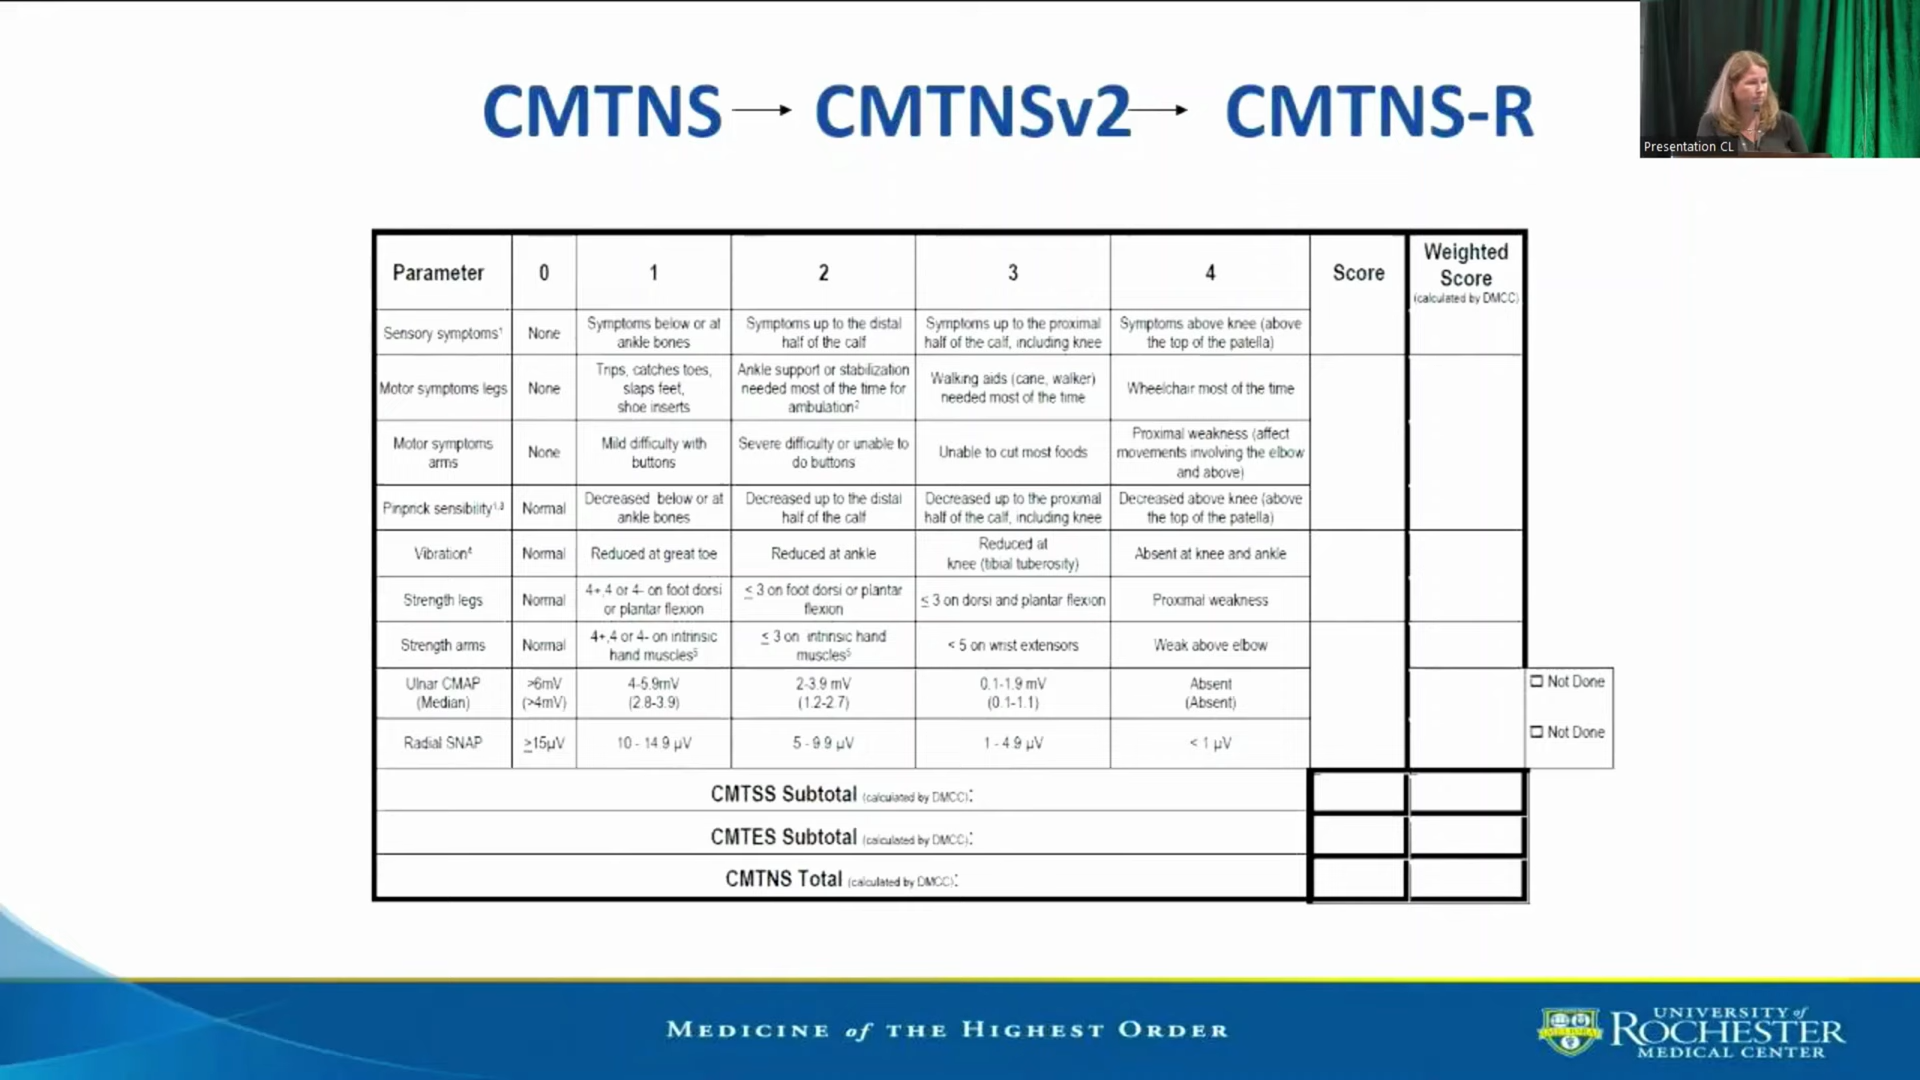 CMTNS → CMTNSv2 → CMTNS-R
Presentation CL
Parameter 0 1 2 3 4 Score Weighted Score (calculated by DMCC)
Sensory symptoms¹ None Symptoms below or at ankle bones Symptoms up to the distal half of the calf Symptoms up to the proximal half of the calf, including knee Symptoms above knee (above the top of the patella)
Motor symptoms legs None Trips, catches toes, slaps feet, shoe inserts Ankle support or stabilization needed most of the time for ambulation² Walking aids (cane, walker) needed most of the time Wheelchair most of the time
Motor symptoms arms None Mild difficulty with buttons Severe difficulty or unable to do buttons Unable to cut most foods Proximal weakness (affect movements involving the elbow and above)
Pinprick sensibility¹,³ Normal Decreased below or at ankle bones Decreased up to the distal half of the calf Decreased up to the proximal half of the calf, including knee Decreased above knee (above the top of the patella)
Vibration⁴ Normal Reduced at great toe Reduced at ankle Reduced at knee (tibial tuberosity) Absent at knee and ankle
Strength legs Normal 4+,4 or 4- on foot dorsi or plantar flexion ≤ 3 on foot dorsi or plantar flexion ≤ 3 on dorsi and plantar flexion Proximal weakness
Strength arms Normal 4+,4 or 4- on intrinsic hand muscles⁵ ≤ 3 on intrinsic hand muscles⁵ < 5 on wrist extensors Weak above elbow
Ulnar CMAP (Median) >6mV (>4mV) 4-5.9mV (2.8-3.9) 2-3.9 mV (1.2-2.7) 0.1-1.9 mV (0.1-1.1) Absent (Absent) ☐ Not Done
Radial SNAP ≥15µV 10 - 14.9 µV 5 - 9.9 µV 1 - 4.9 µV < 1 µV ☐ Not Done
CMTSS Subtotal (calculated by DMCC):
CMTES Subtotal (calculated by DMCC):
CMTNS Total (calculated by DMCC):
MEDICINE of THE HIGHEST ORDER
UNIVERSITY of
ROCHESTER
MEDICAL CENTER